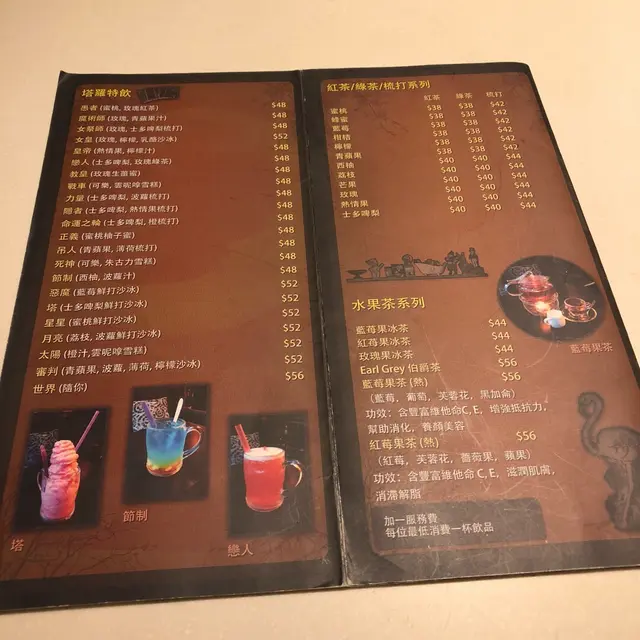 塔羅特飲
愚者 (蜜桃, 玫瑰紅茶) $48
魔術師 (玫瑰, 青蘋果汁) $48
女祭師 (玫瑰, 士多啤梨梳打) $48
女皇 (玫瑰, 檸檬, 乳酪沙冰) $52
皇帝 (熱情果, 檸檬汁) $48
戀人 (士多啤梨, 玫瑰綠茶) $48
教皇 (玫瑰生薑蜜) $48
戰車 (可樂, 雲呢嗱雪糕) $48
力量 (士多啤梨, 波蘿梳打) $48
隱者 (士多啤梨, 熱情果梳打) $48
命運之輪 (士多啤梨, 橙梳打) $48
正義 (蜜桃柚子蜜) $48
吊人 (青蘋果, 薄荷梳打) $48
死神 (可樂, 朱古力雪糕) $48
節制 (西柚, 波蘿汁) $48
惡魔 (藍莓鮮打沙冰) $52
塔 (士多啤梨鮮打沙冰) $52
星星 (蜜桃鮮打沙冰) $52
月亮 (荔枝, 波蘿鮮打沙冰) $52
太陽 (橙汁,雲呢嗱雪糕) $52
審判 (青蘋果, 波蘿, 薄荷, 檸檬沙冰) $52
世界 (隨你) $56
塔
節制
戀人
紅茶/綠茶/梳打系列
紅茶 綠茶 梳打
蜜桃 $38 $38 $42
蜂蜜 $38 $38 $42
藍莓 $38 $38 $42
柑桔 $38 $38 $42
檸檬 $38 $38 $42
青蘋果 $38 $38 $42
西柚 $40 $40 $44
荔枝 $40 $40 $44
芒果 $40 $40 $44
玫瑰 $40 $40 $44
熱情果 $40 $40 $44
士多啤梨 $40 $40 $44
水果茶系列
藍莓果冰茶 $44
紅莓果冰茶 $44
玫瑰果冰茶 $44
Earl Grey 伯爵茶 $56
藍莓果茶 (熱) $56
(藍莓, 葡萄, 芙蓉花, 黑加侖)
功效: 含豐富維他命C, E, 增強抵抗力,
幫助消化, 養顏美容
紅莓果茶 (熱) $56
(紅莓, 芙蓉花, 薔薇果, 蘋果)
功效: 含豐富維他命 C, E, 滋潤肌膚,
消滯解脂
藍莓果茶
加一服務費
每位最低消費一杯飲品